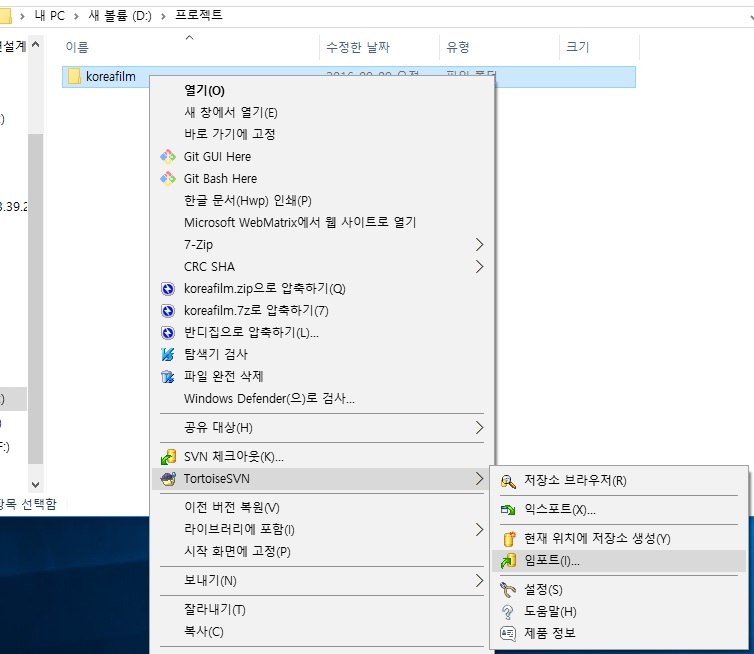 내 PC > 새 볼륨 (D:) > 프로젝트
전설계
이름 수정한 날짜 유형 크기
koreafilm
열기(O)
새 창에서 열기(E)
바로 가기에 고정
Git GUI Here
Git Bash Here
한글 문서(Hwp) 인쇄(P)
Microsoft WebMatrix에서 웹 사이트로 열기
7-Zip
CRC SHA
koreafilm.zip으로 압축하기(Q)
koreafilm.7z로 압축하기(7)
반디집으로 압축하기(L)...
탐색기 검사
파일 완전 삭제
Windows Defender(으)로 검사...
공유 대상(H)
SVN 체크아웃(K)...
TortoiseSVN
이전 버전 복원(V)
라이브러리에 포함(I)
시작 화면에 고정(P)
보내기(N)
잘라내기(T)
복사(C)
저장소 브라우저(R)
익스포트(X)...
현재 위치에 저장소 생성(Y)
임포트(I)...
설정(S)
도움말(H)
제품 정보
3.39.2
F:)
항목 선택함